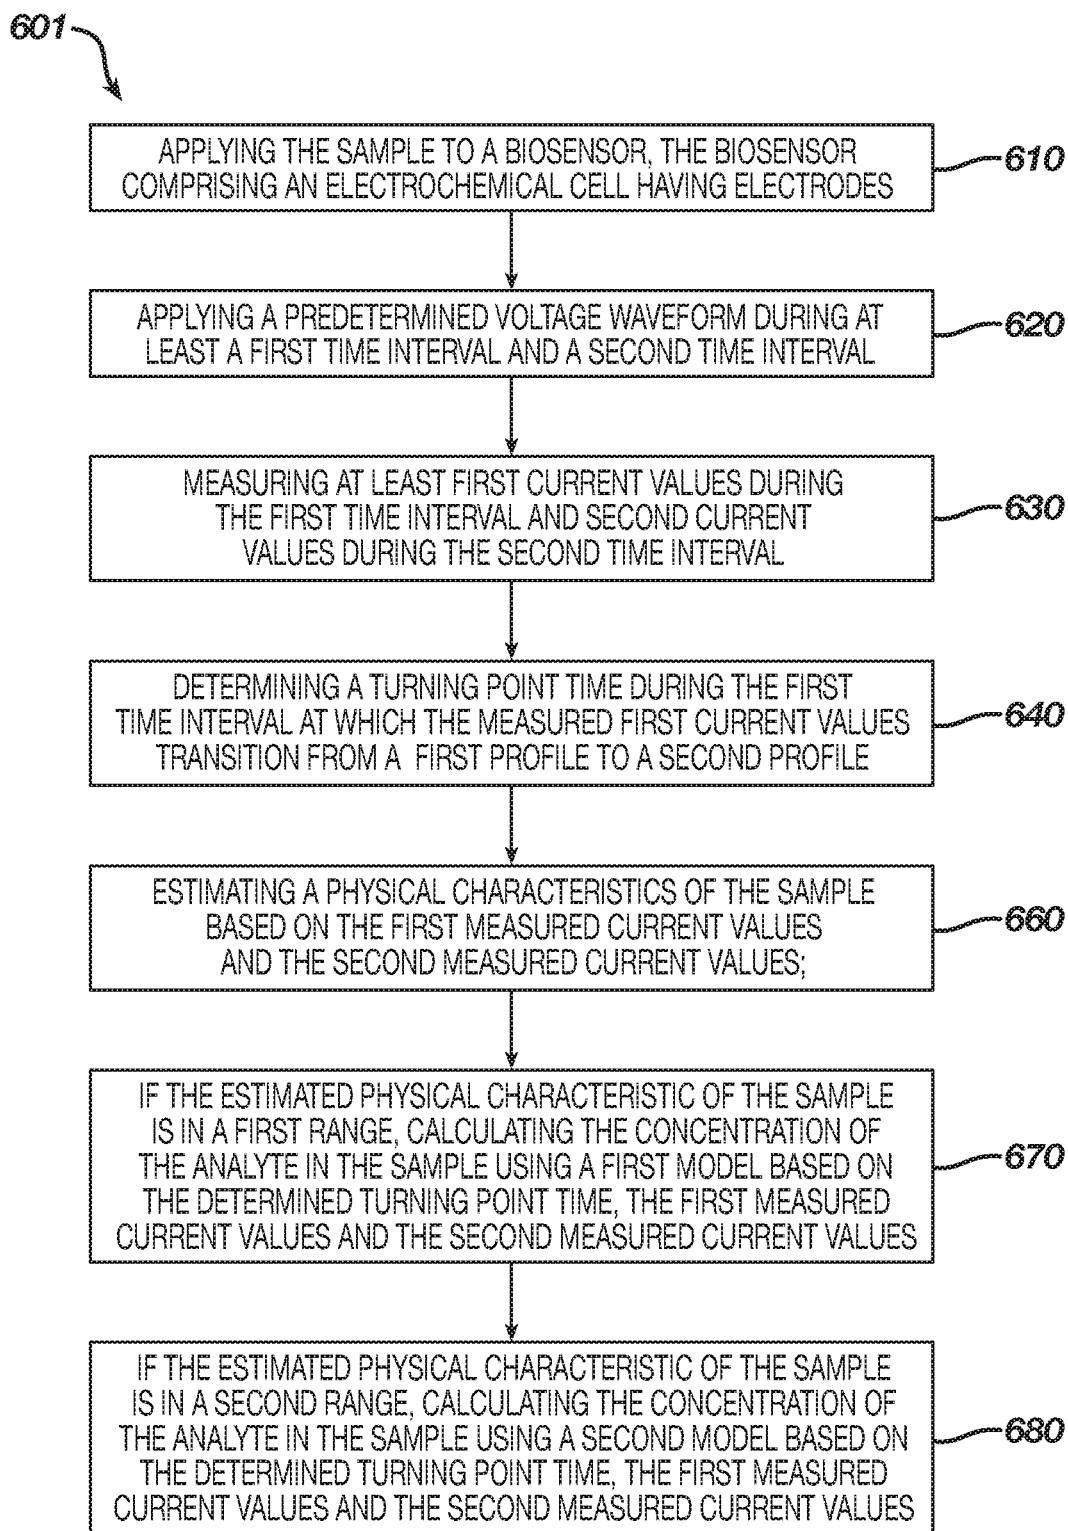 601
APPLYING THE SAMPLE TO A BIOSENSOR, THE BIOSENSOR
COMPRISING AN ELECTROCHEMICAL CELL HAVING ELECTRODES
610
APPLYING A PREDETERMINED VOLTAGE WAVEFORM DURING AT
LEAST A FIRST TIME INTERVAL AND A SECOND TIME INTERVAL
620
MEASURING AT LEAST FIRST CURRENT VALUES DURING
THE FIRST TIME INTERVAL AND SECOND CURRENT
VALUES DURING THE SECOND TIME INTERVAL
630
DETERMINING A TURNING POINT TIME DURING THE FIRST
TIME INTERVAL AT WHICH THE MEASURED FIRST CURRENT VALUES
TRANSITION FROM A FIRST PROFILE TO A SECOND PROFILE
640
ESTIMATING A PHYSICAL CHARACTERISTICS OF THE SAMPLE
BASED ON THE FIRST MEASURED CURRENT VALUES
AND THE SECOND MEASURED CURRENT VALUES;
660
IF THE ESTIMATED PHYSICAL CHARACTERISTIC OF THE SAMPLE
IS IN A FIRST RANGE, CALCULATING THE CONCENTRATION OF
THE ANALYTE IN THE SAMPLE USING A FIRST MODEL BASED ON
THE DETERMINED TURNING POINT TIME, THE FIRST MEASURED
CURRENT VALUES AND THE SECOND MEASURED CURRENT VALUES
670
IF THE ESTIMATED PHYSICAL CHARACTERISTIC OF THE SAMPLE
IS IN A SECOND RANGE, CALCULATING THE CONCENTRATION OF
THE ANALYTE IN THE SAMPLE USING A SECOND MODEL BASED ON
THE DETERMINED TURNING POINT TIME, THE FIRST MEASURED
CURRENT VALUES AND THE SECOND MEASURED CURRENT VALUES
680